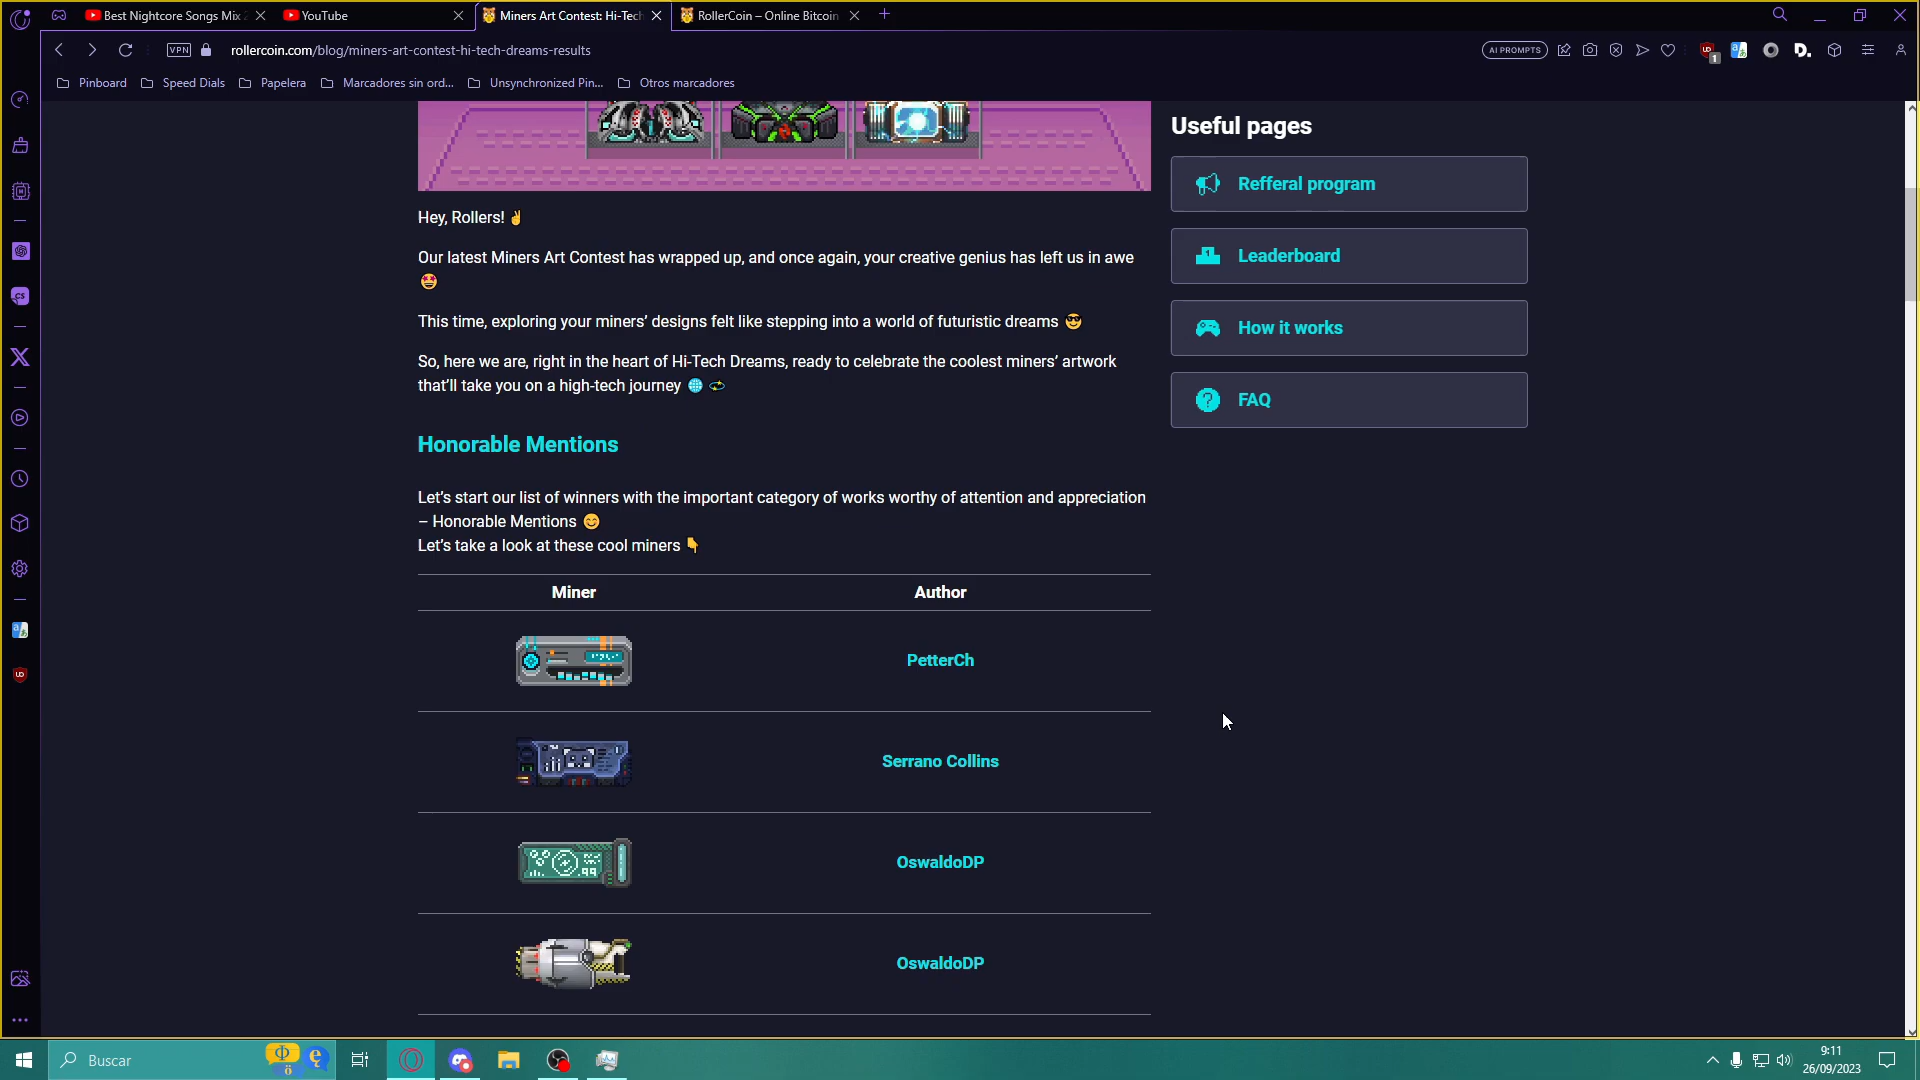 Best Nightcore Songs Mix
YouTube
Miners Art Contest: Hi-Tech
RollerCoin – Online Bitcoin
VPN
rollercoin.com/blog/miners-art-contest-hi-tech-dreams-results
AI PROMPTS
1
Pinboard
Speed Dials
Papelera
Marcadores sin ord...
Unsynchronized Pin...
Otros marcadores
Hey, Rollers! ✌️
Our latest Miners Art Contest has wrapped up, and once again, your creative genius has left us in awe
🤩
This time, exploring your miners’ designs felt like stepping into a world of futuristic dreams 😎
So, here we are, right in the heart of Hi-Tech Dreams, ready to celebrate the coolest miners’ artwork
that’ll take you on a high-tech journey 🌐 💫
Honorable Mentions
Let’s start our list of winners with the important category of works worthy of attention and appreciation
– Honorable Mentions 😊
Let’s take a look at these cool miners 👇
Miner
Author
PetterCh
Serrano Collins
OswaldoDP
OswaldoDP
Useful pages
Refferal program
Leaderboard
How it works
FAQ
Buscar
9:11
26/09/2023